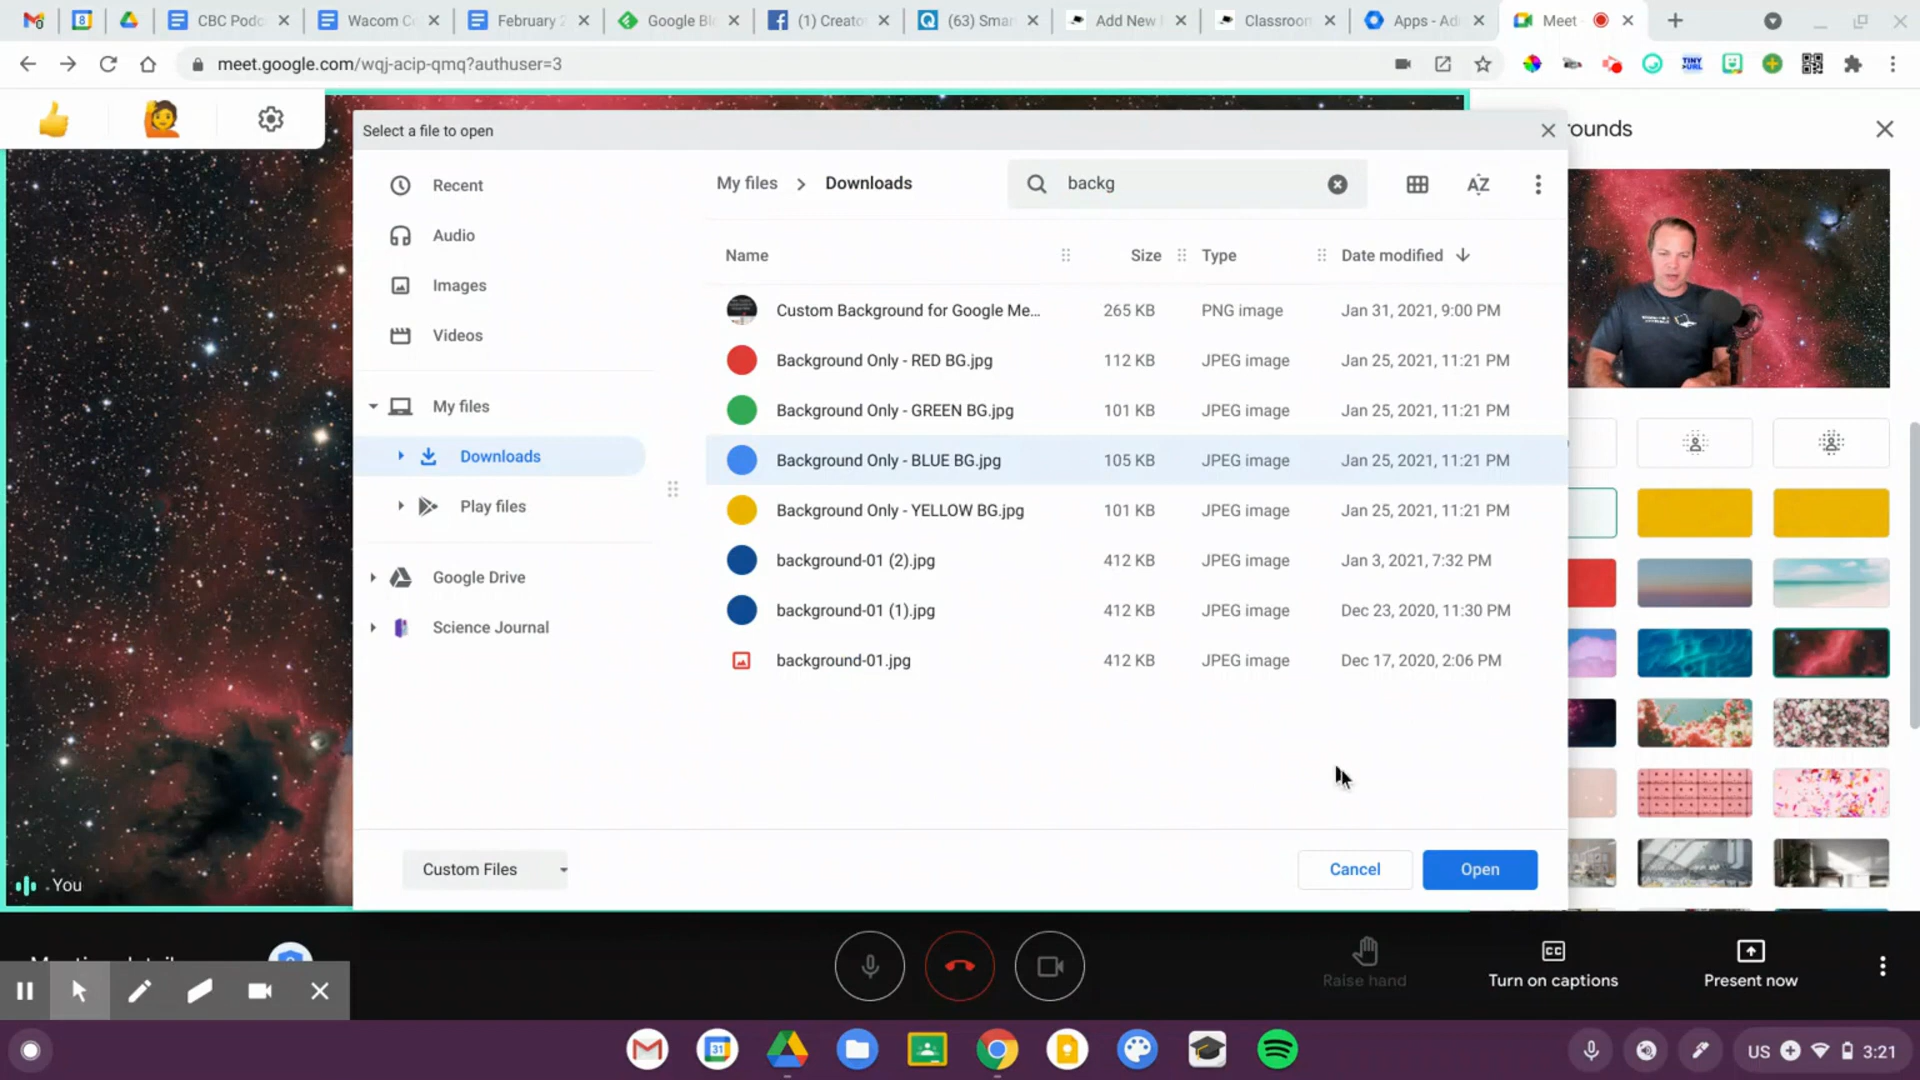 CBC Podc
Wacom C
February 2
Google Bl
(1) Creato
(63) Smar
Add New
Classroom
Apps - Ad
Meet
meet.google.com/wqj-acip-qmq?authuser=3
TINY
URL
Select a file to open
rounds
Recent
Audio
Images
Videos
My files
Downloads
Play files
Google Drive
Science Journal
My files > Downloads
backg
AZ
Name Size Type Date modified
Custom Background for Google Me... 265 KB PNG image Jan 31, 2021, 9:00 PM
Background Only - RED BG.jpg 112 KB JPEG image Jan 25, 2021, 11:21 PM
Background Only - GREEN BG.jpg 101 KB JPEG image Jan 25, 2021, 11:21 PM
Background Only - BLUE BG.jpg 105 KB JPEG image Jan 25, 2021, 11:21 PM
Background Only - YELLOW BG.jpg 101 KB JPEG image Jan 25, 2021, 11:21 PM
background-01 (2).jpg 412 KB JPEG image Jan 3, 2021, 7:32 PM
background-01 (1).jpg 412 KB JPEG image Dec 23, 2020, 11:30 PM
background-01.jpg 412 KB JPEG image Dec 17, 2020, 2:06 PM
Custom Files
Cancel
Open
You
Raise hand
CC
Turn on captions
Present now
31
US
3:21